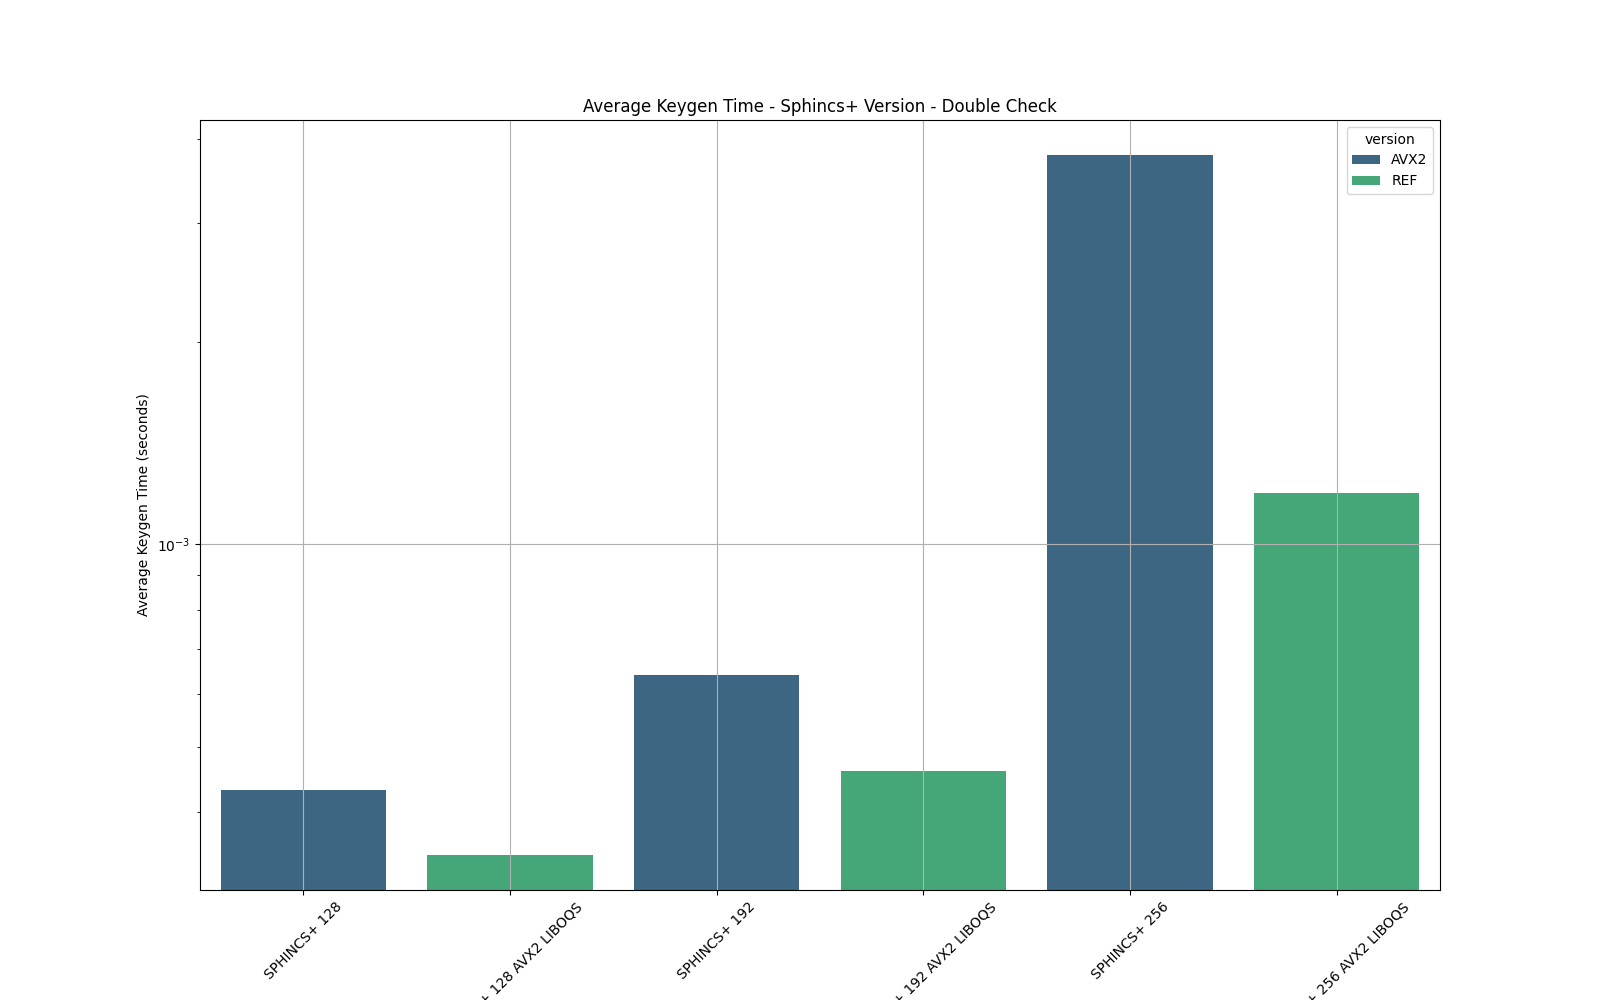 Average Keygen Time - Sphincs+ Version - Double Check
version
AVX2
REF
Average Keygen Time (seconds)
10⁻³
SPHINCS+ 128
+ 128 AVX2 LIBOQS
SPHINCS+ 192
+ 192 AVX2 LIBOQS
SPHINCS+ 256
+ 256 AVX2 LIBOQS